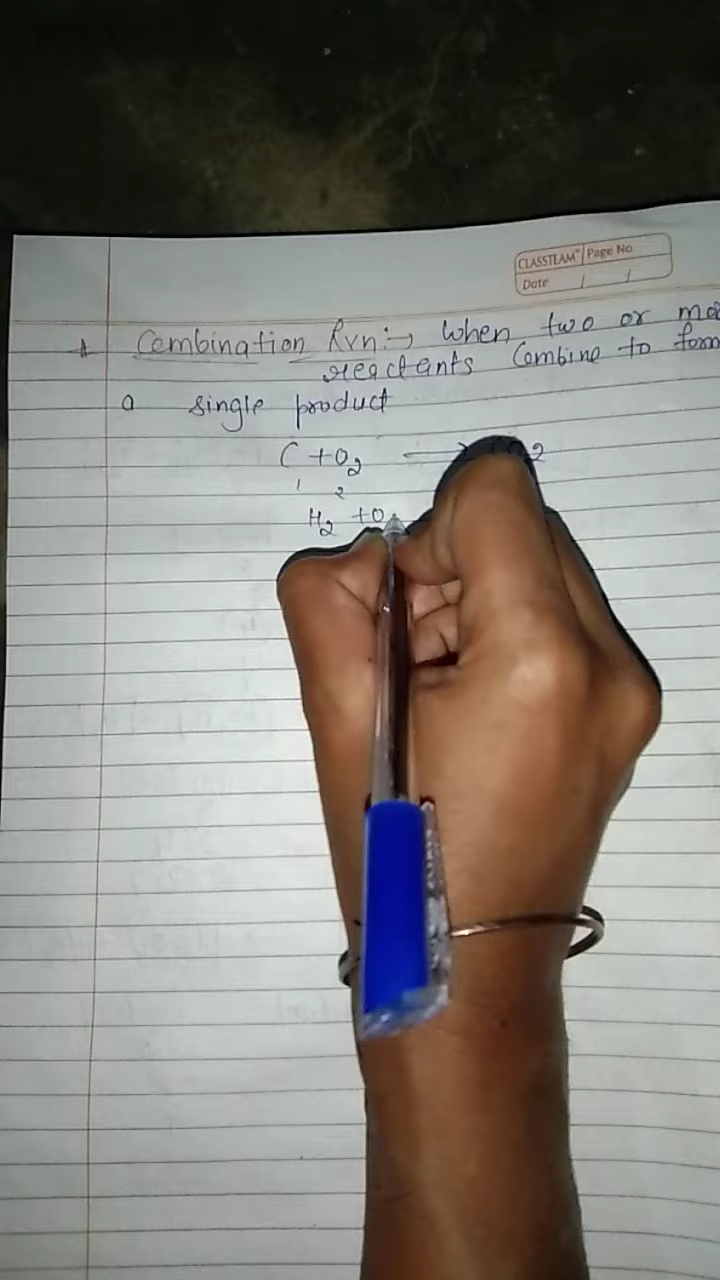 CLASSTEAM Page No.
Date / /
Combination Rxn:→ When two or
reactants Combine to form
a single product
C + O2 →
1 2
H2 + O